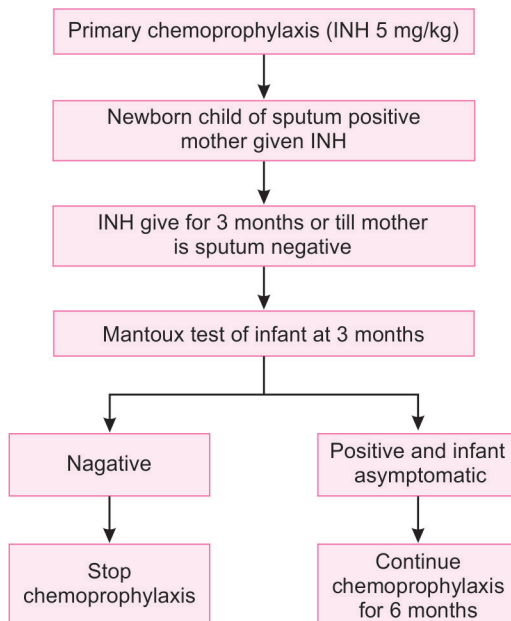 Primary chemoprophylaxis (INH 5 mg/kg)
Newborn child of sputum positive
mother given INH
INH give for 3 months or till mother
is sputum negative
Mantoux test of infant at 3 months
Nagative
Positive and infant
asymptomatic
Stop
chemoprophylaxis
Continue
chemoprophylaxis
for 6 months